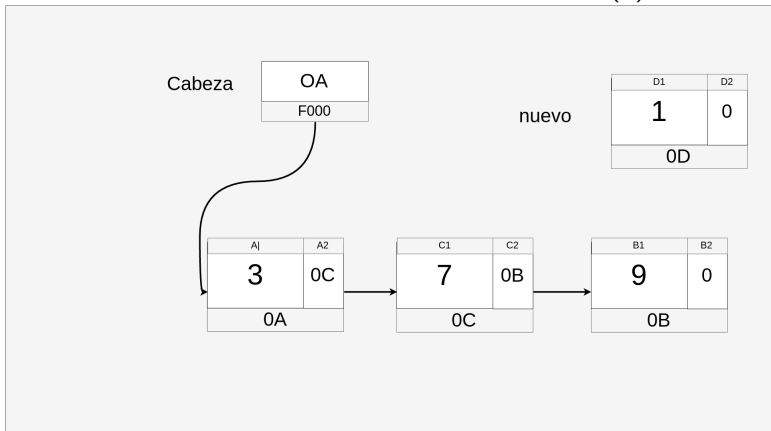 Cabeza
OA
F000
nuevo
D1 D2
1 0
0D
A| A2
3 0C
0A
C1 C2
7 0B
0C
B1 B2
9 0
0B